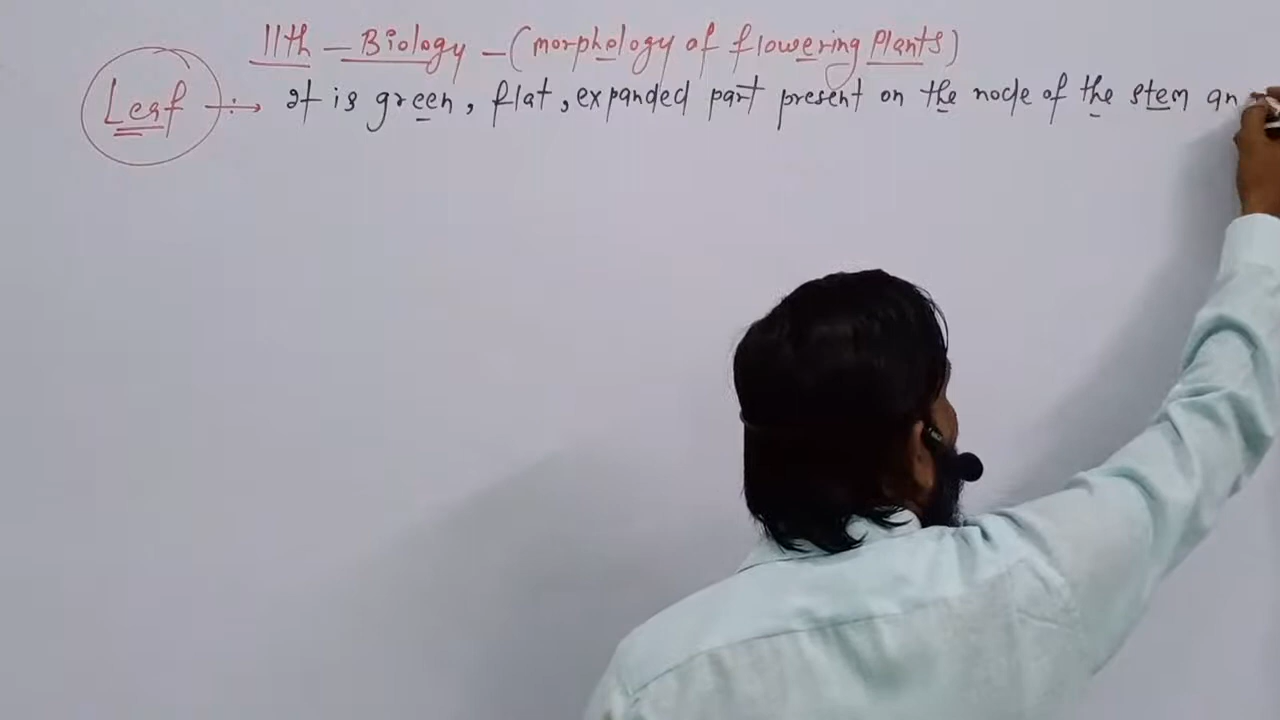 11th - Biology - (morphology of flowering Plants)
Leaf ÷→ It is green, flat, expanded part present on the node of the stem an